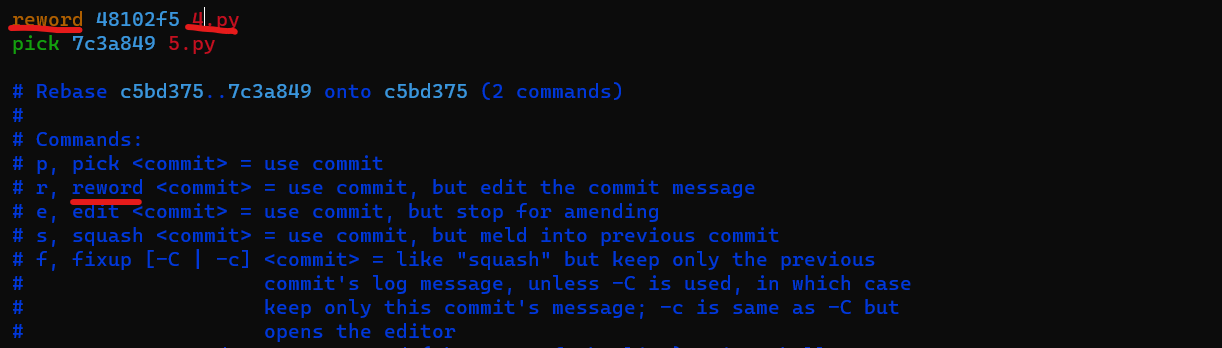 reword 48102f5 4.py
pick 7c3a849 5.py
# Rebase c5bd375..7c3a849 onto c5bd375 (2 commands)
#
# Commands:
# p, pick <commit> = use commit
# r, reword <commit> = use commit, but edit the commit message
# e, edit <commit> = use commit, but stop for amending
# s, squash <commit> = use commit, but meld into previous commit
# f, fixup [-C | -c] <commit> = like "squash" but keep only the previous
# commit's log message, unless -C is used, in which case
# keep only this commit's message; -c is same as -C but
# opens the editor